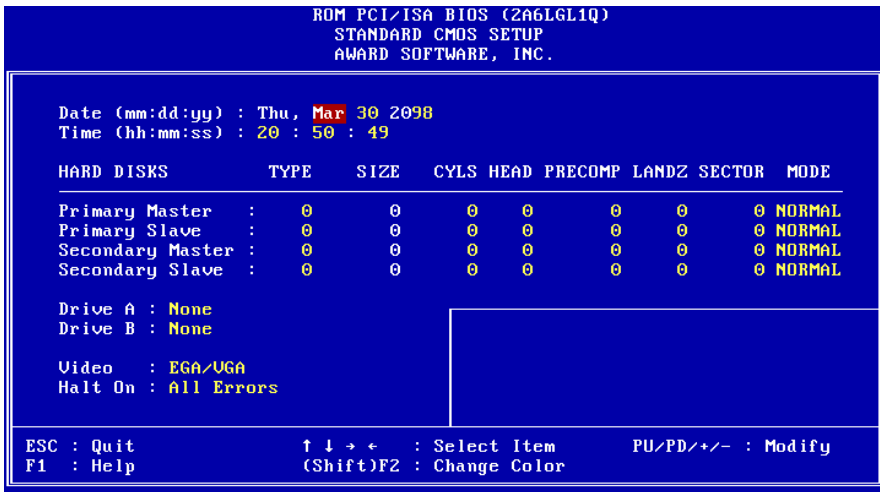 ROM PCI/ISA BIOS (2A6LGL1Q)
STANDARD CMOS SETUP
AWARD SOFTWARE, INC.
Date (mm:dd:yy) : Thu, Mar 30 2098
Time (hh:mm:ss) : 20 : 50 : 49
HARD DISKS TYPE SIZE CYLS HEAD PRECOMP LANDZ SECTOR MODE
Primary Master : 0 0 0 0 0 0 0 NORMAL
Primary Slave : 0 0 0 0 0 0 0 NORMAL
Secondary Master : 0 0 0 0 0 0 0 NORMAL
Secondary Slave : 0 0 0 0 0 0 0 NORMAL
Drive A : None
Drive B : None
Video : EGA/VGA
Halt On : All Errors
ESC : Quit ↑ ↓ → ← : Select Item PU/PD/+/- : Modify
F1 : Help (Shift)F2 : Change Color